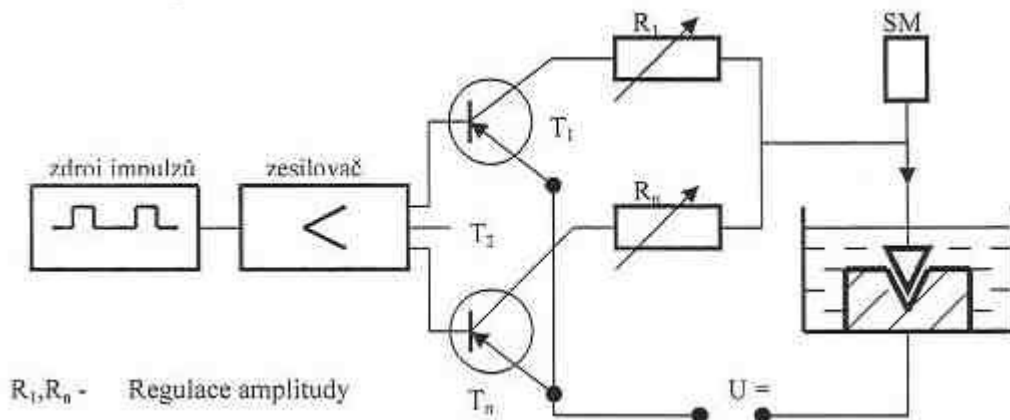 R₁
SM
T₁
zdroj impulzů
zesilovač
Rₙ
T₂
R₁,Rₙ - Regulace amplitudy
Tₙ
U =